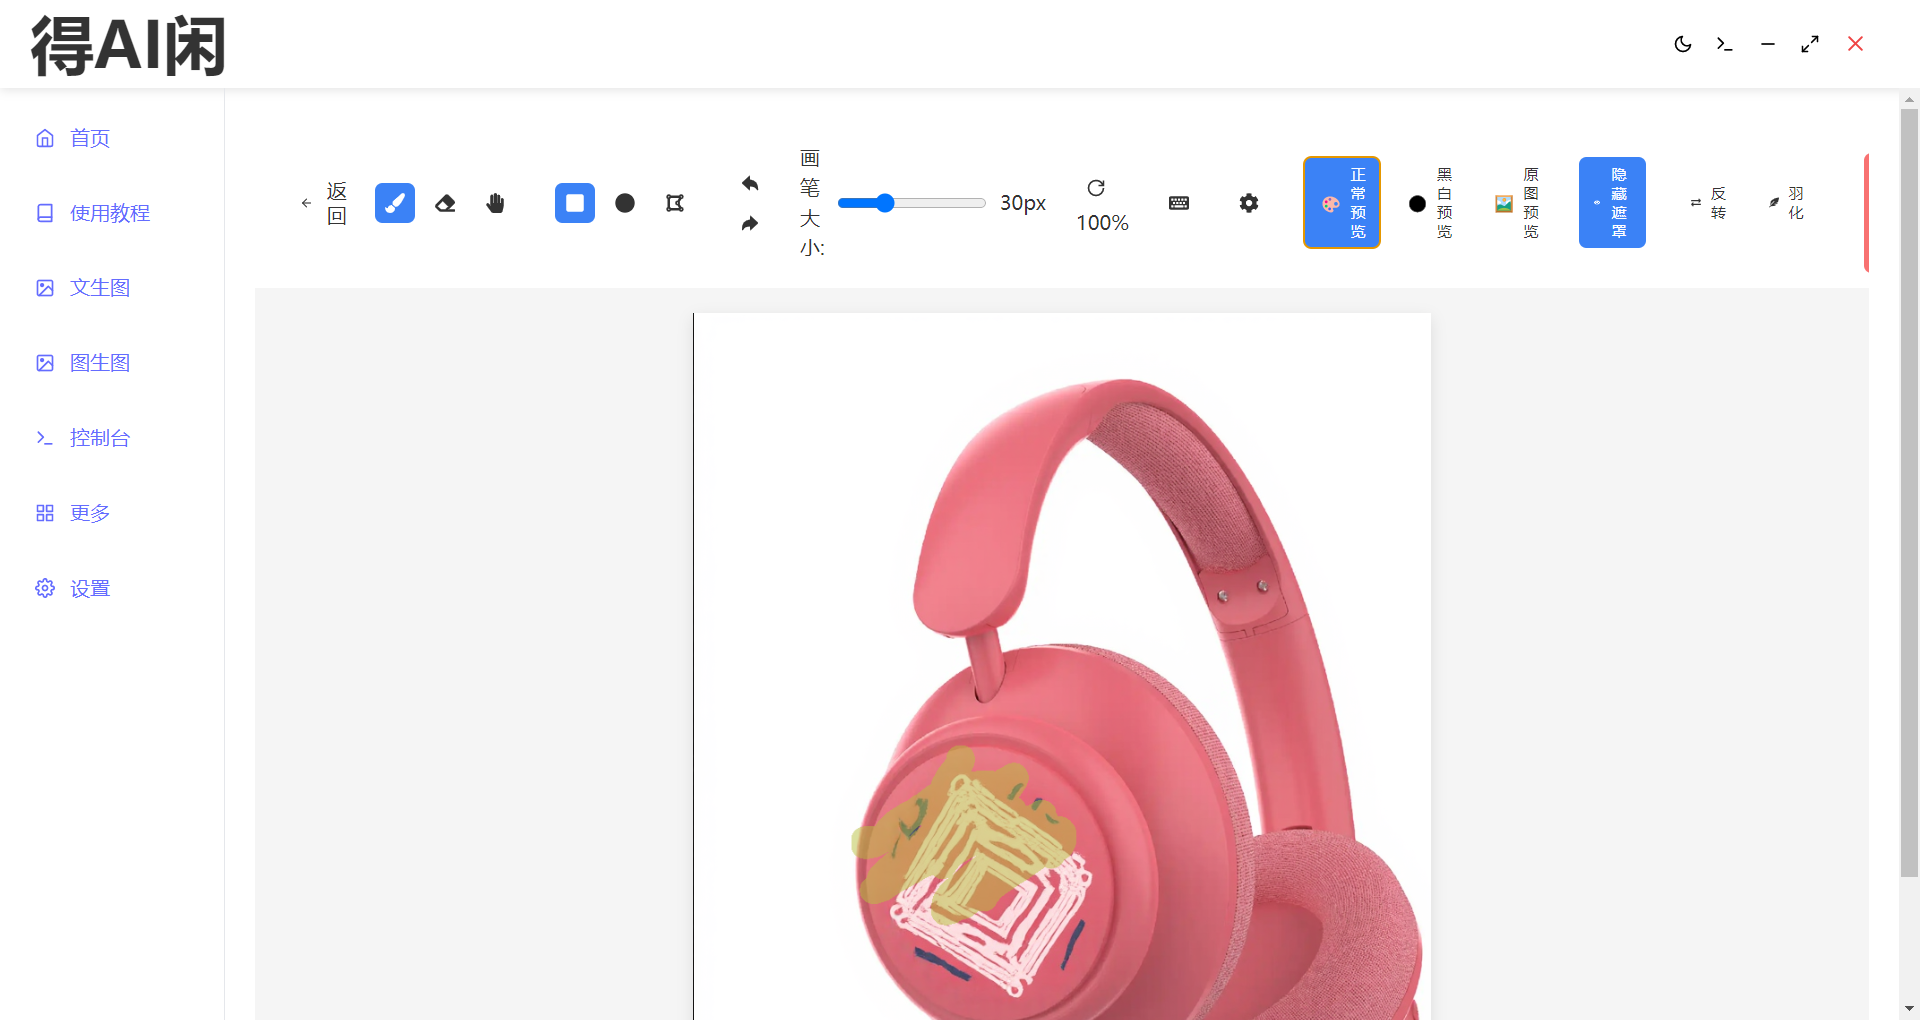 得AI闲
首页
使用教程
文生图
图生图
控制台
更多
设置
返回
画笔大小:
30px
100%
正常预览
黑白预览
原图预览
隐藏遮罩
反转
羽化